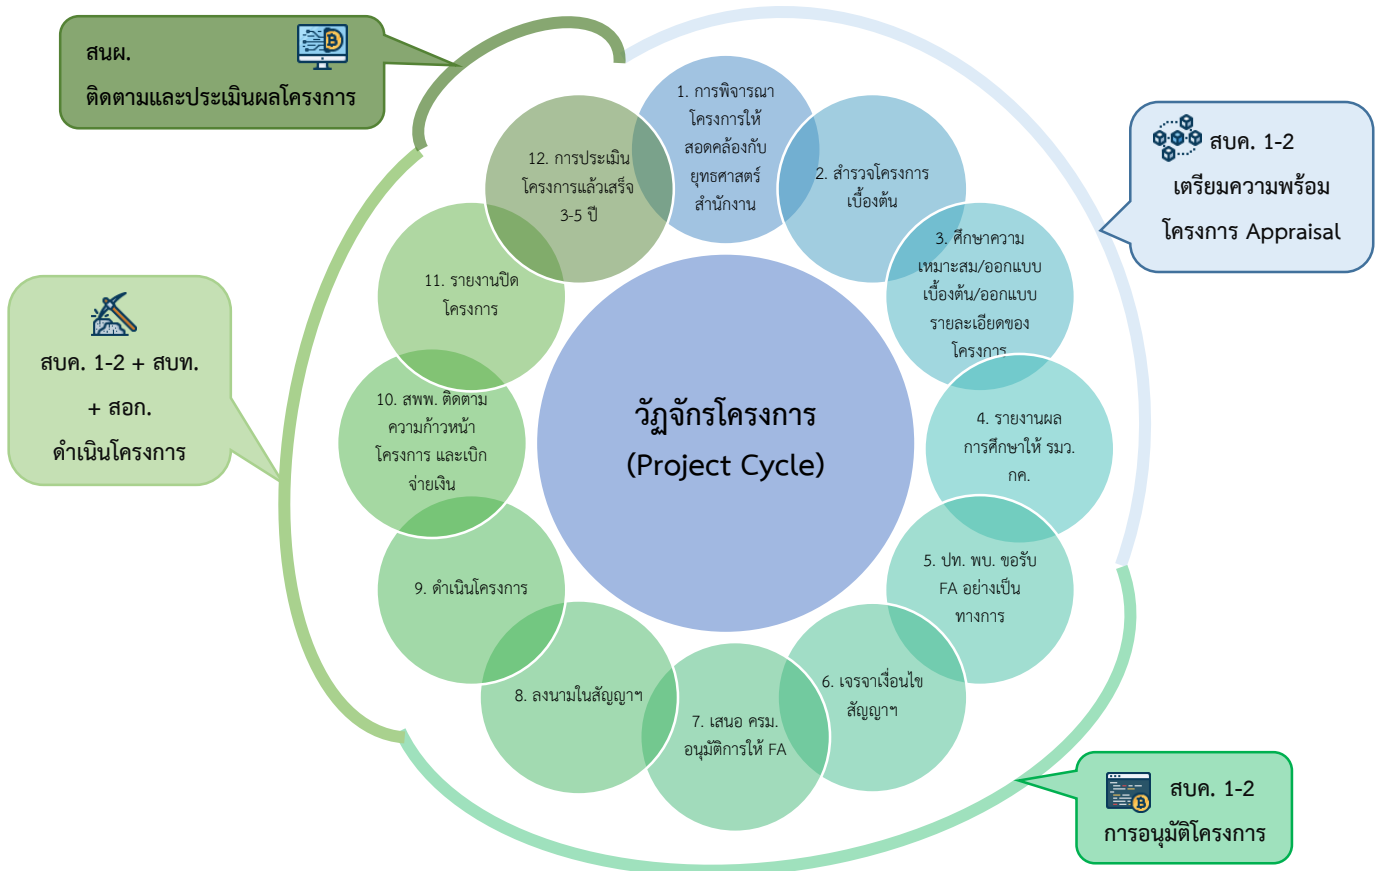 สนผ.
ติดตามและประเมินผลโครงการ
สบค. 1-2
เตรียมความพร้อม
โครงการ Appraisal
สบค. 1-2 + สบท.
+ สอก.
ดำเนินโครงการ
สบค. 1-2
การอนุมัติโครงการ
วัฏจักรโครงการ
(Project Cycle)
1. การพิจารณา
โครงการให้
สอดคล้องกับ
ยุทธศาสตร์
สำนักงาน
2. สำรวจโครงการ
เบื้องต้น
3. ศึกษาความ
เหมาะสม/ออกแบบ
เบื้องต้น/ออกแบบ
รายละเอียดของ
โครงการ
4. รายงานผล
การศึกษาให้ รมว.
กค.
5. ปท. พบ. ขอรับ
FA อย่างเป็น
ทางการ
6. เจรจาเงื่อนไข
สัญญาฯ
7. เสนอ ครม.
อนุมัติการให้ FA
8. ลงนามในสัญญาฯ
9. ดำเนินโครงการ
10. สพพ. ติดตาม
ความก้าวหน้า
โครงการ และเบิก
จ่ายเงิน
11. รายงานปิด
โครงการ
12. การประเมิน
โครงการแล้วเสร็จ
3-5 ปี